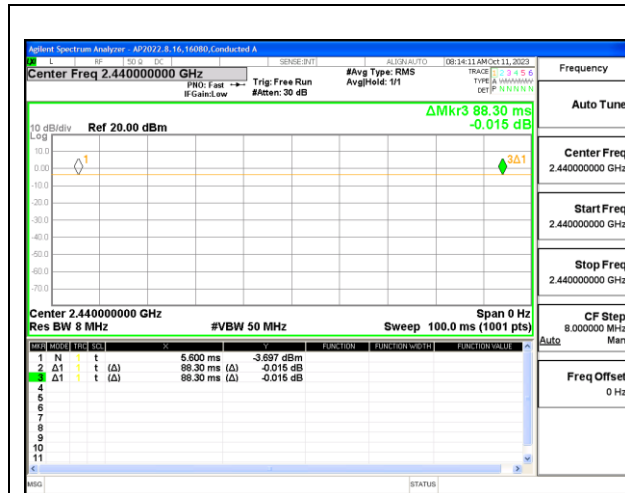 Agilent Spectrum Analyzer - AP2022.8.16,16080,Conducted A
L RF 50 Ω DC SENSE:INT ALIGNAUTO 08:14:11 AM Oct 11, 2023
Center Freq 2.440000000 GHz
PNO: Fast
IFGain:Low
Trig: Free Run
#Atten: 30 dB
#Avg Type: RMS
Avg|Hold: 1/1
TRACE 1 2 3 4 5 6
TYPE A WWWWW
DET P N N N N N
ΔMkr3 88.30 ms
-0.015 dB
10 dB/div Ref 20.00 dBm
Log
10.0
0.00
-10.0
-20.0
-30.0
-40.0
-50.0
-60.0
-70.0
1
3Δ1
Center 2.440000000 GHz Span 0 Hz
Res BW 8 MHz #VBW 50 MHz Sweep 100.0 ms (1001 pts)
MKR MODE TRC SCL X Y FUNCTION FUNCTION WIDTH FUNCTION VALUE
1 N 1 t 5.600 ms -3.697 dBm
2 Δ1 1 t (Δ) 88.30 ms (Δ) -0.015 dB
3 Δ1 1 t (Δ) 88.30 ms (Δ) -0.015 dB
4
5
6
7
8
9
10
11
MSG STATUS
Frequency
Auto Tune
Center Freq
2.440000000 GHz
Start Freq
2.440000000 GHz
Stop Freq
2.440000000 GHz
CF Step
8.000000 MHz
Auto Man
Freq Offset
0 Hz